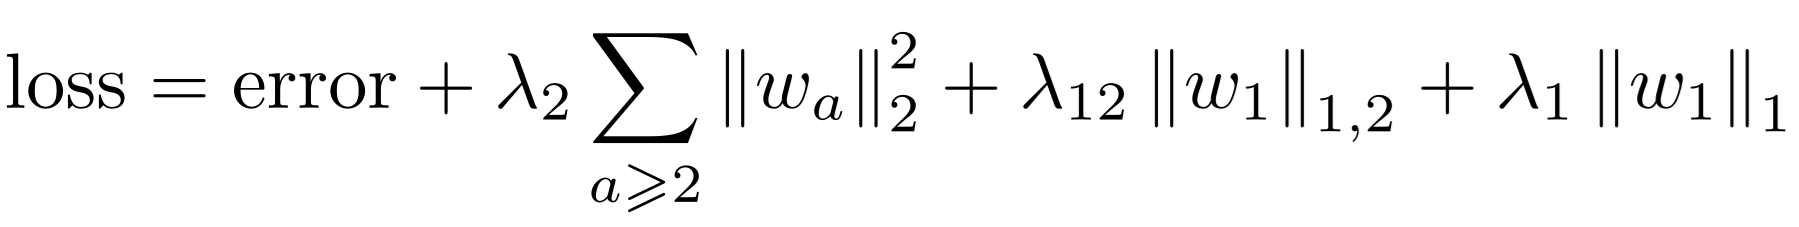 loss = error + λ₂ ∑_{a⩾2} ‖w_a‖₂² + λ₁₂ ‖w₁‖_{1,2} + λ₁ ‖w₁‖₁